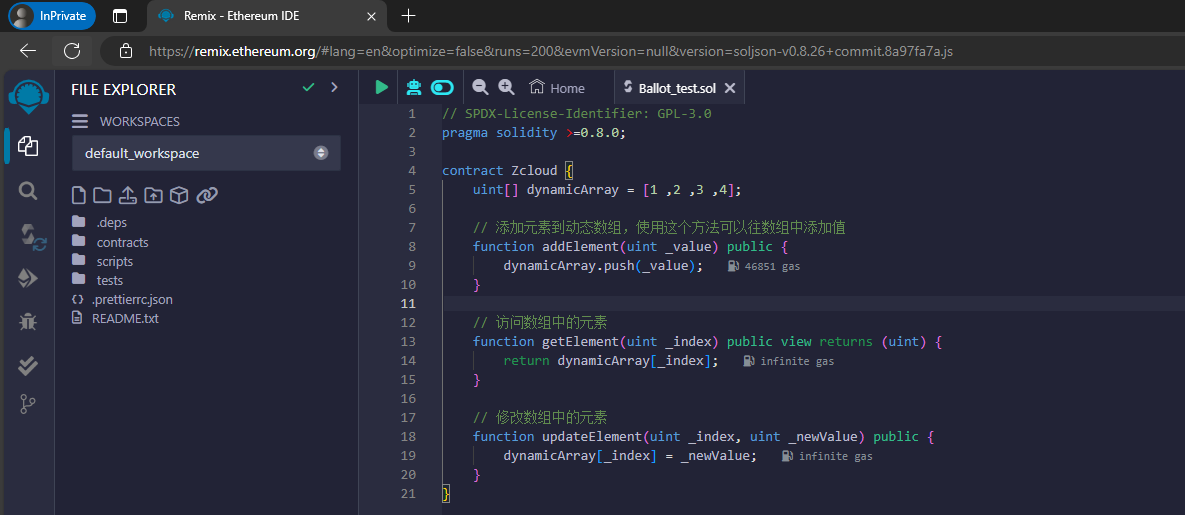 InPrivate
Remix - Ethereum IDE
https://remix.ethereum.org/#lang=en&optimize=false&runs=200&evmVersion=null&version=soljson-v0.8.26+commit.8a97fa7a.js
FILE EXPLORER
WORKSPACES
default_workspace
.deps
contracts
scripts
tests
.prettierrc.json
README.txt
Home
Ballot_test.sol
1 // SPDX-License-Identifier: GPL-3.0
2 pragma solidity >=0.8.0;
3
4 contract Zcloud {
5 uint[] dynamicArray = [1 ,2 ,3 ,4];
6
7 // 添加元素到动态数组，使用这个方法可以往数组中添加值
8 function addElement(uint _value) public {
9 dynamicArray.push(_value); 46851 gas
10 }
11
12 // 访问数组中的元素
13 function getElement(uint _index) public view returns (uint) {
14 return dynamicArray[_index]; infinite gas
15 }
16
17 // 修改数组中的元素
18 function updateElement(uint _index, uint _newValue) public {
19 dynamicArray[_index] = _newValue; infinite gas
20 }
21 }